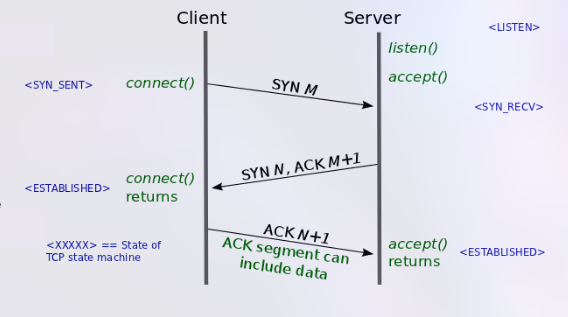 Client
Server
<LISTEN>
listen()
<SYN_SENT>
connect()
SYN M
accept()
<SYN_RECV>
SYN N, ACK M+1
<ESTABLISHED>
connect()
returns
ACK N+1
<XXXXX> == State of
TCP state machine
ACK segment can
include data
accept()
returns
<ESTABLISHED>